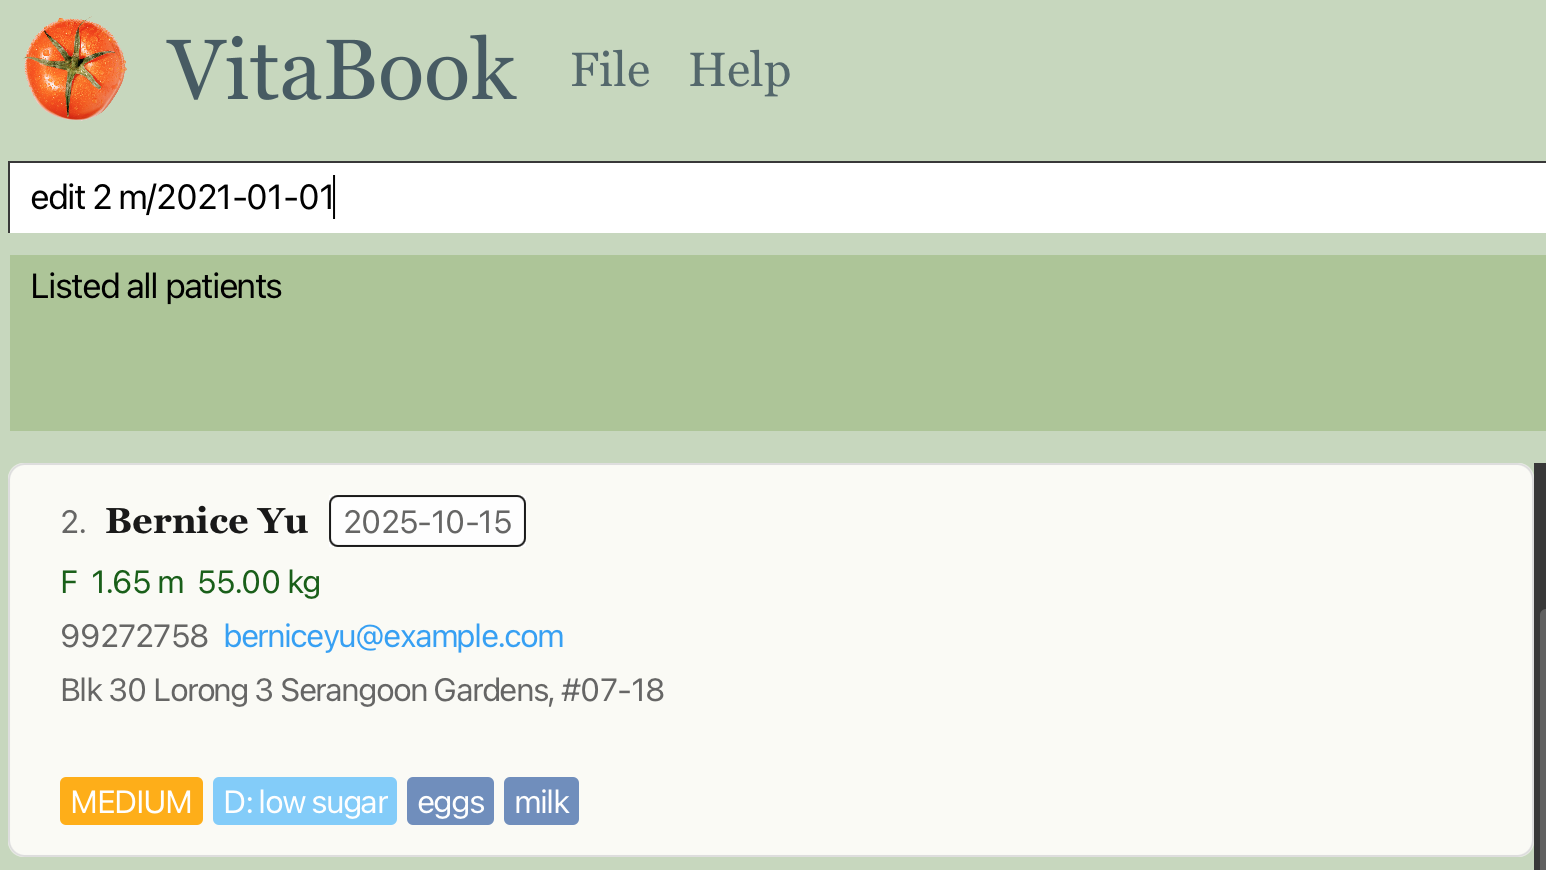 VitaBook File Help
edit 2 m/2021-01-01
Listed all patients
2. Bernice Yu 2025-10-15
F 1.65 m 55.00 kg
99272758 berniceyu@example.com
Blk 30 Lorong 3 Serangoon Gardens, #07-18
MEDIUM D: low sugar eggs milk